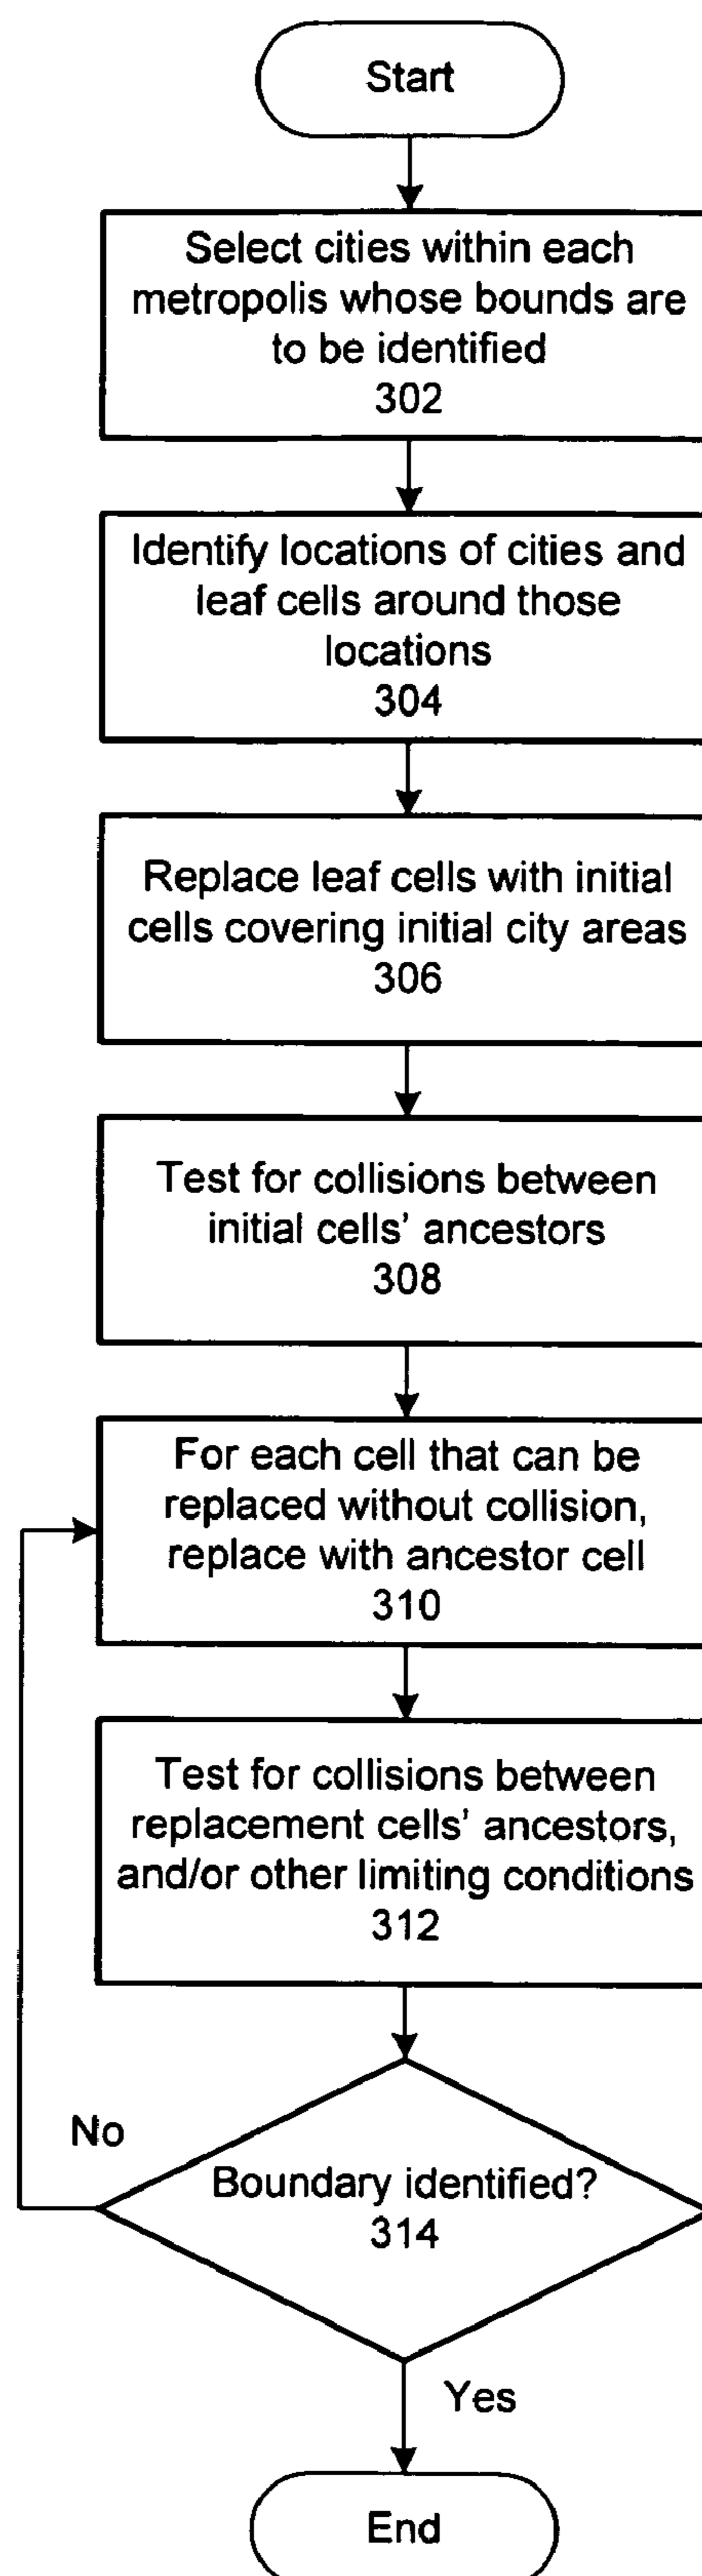 Start
Select cities within each
metropolis whose bounds are
to be identified
302
Identify locations of cities and
leaf cells around those
locations
304
Replace leaf cells with initial
cells covering initial city areas
306
Test for collisions between
initial cells' ancestors
308
For each cell that can be
replaced without collision,
replace with ancestor cell
310
Test for collisions between
replacement cells' ancestors,
and/or other limiting conditions
312
No
Boundary identified?
314
Yes
End